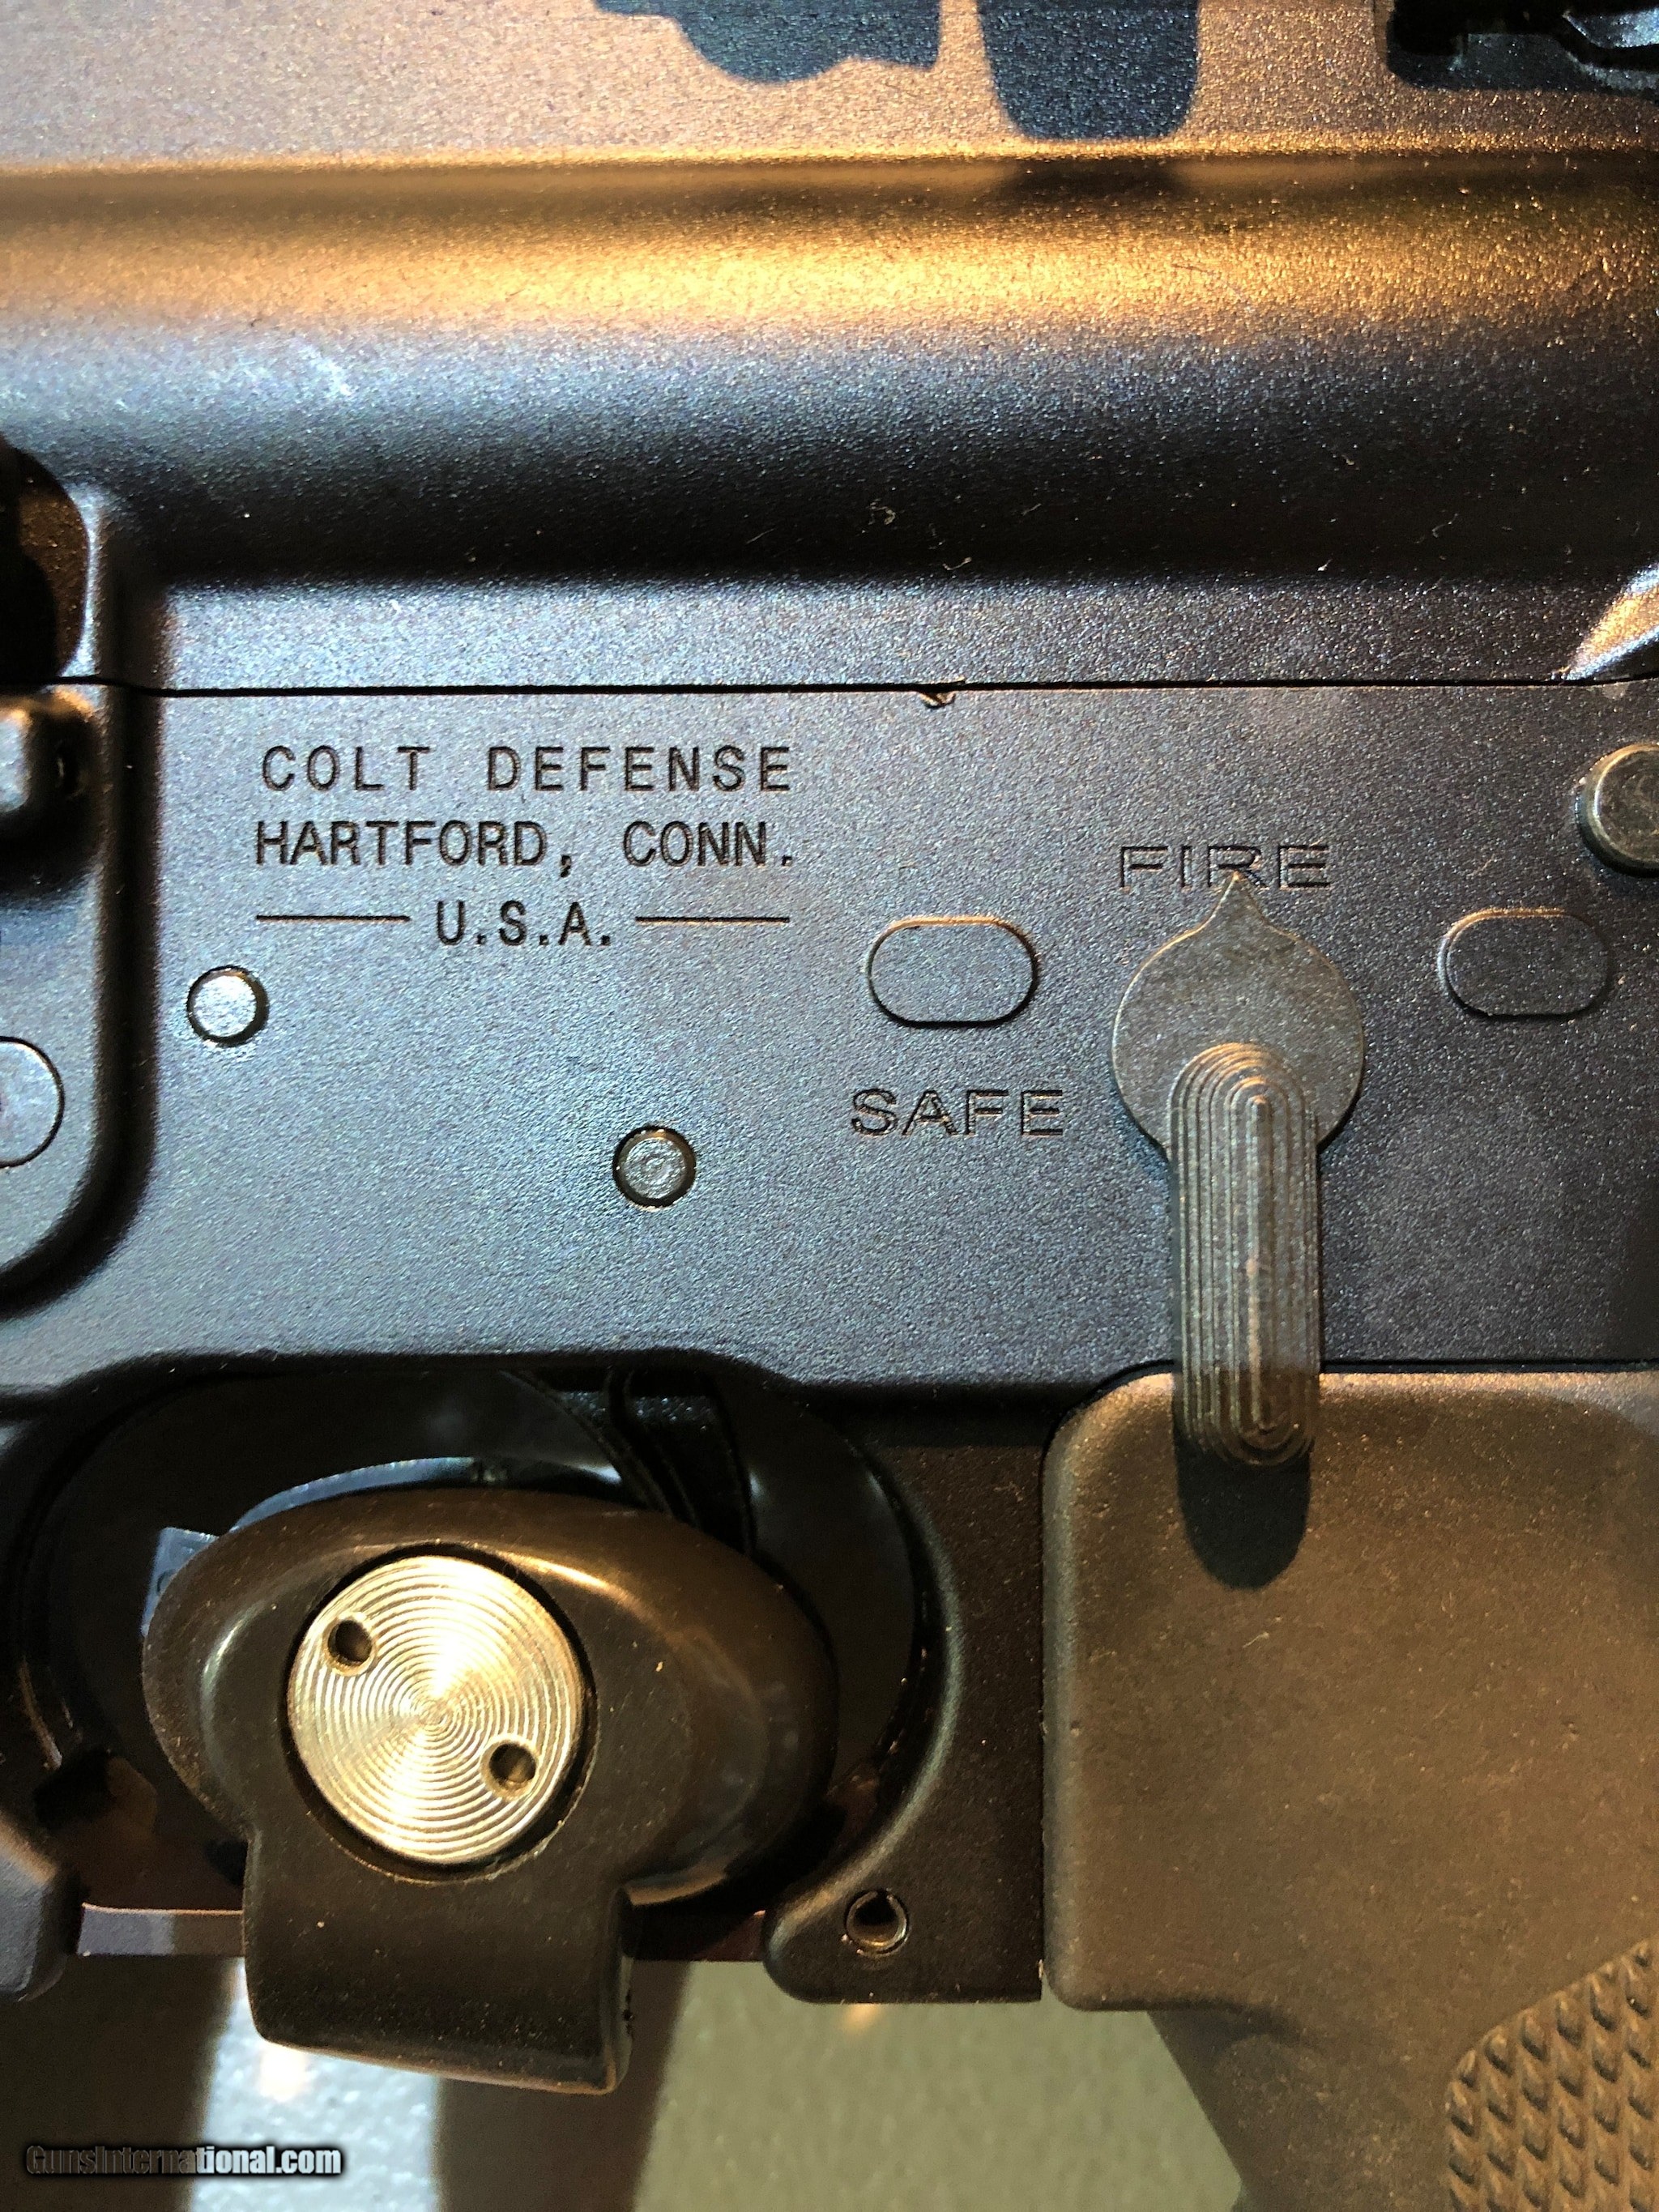 COLT DEFENSE
HARTFORD, CONN.
U.S.A.
FIRE
SAFE
GunsInternational.com